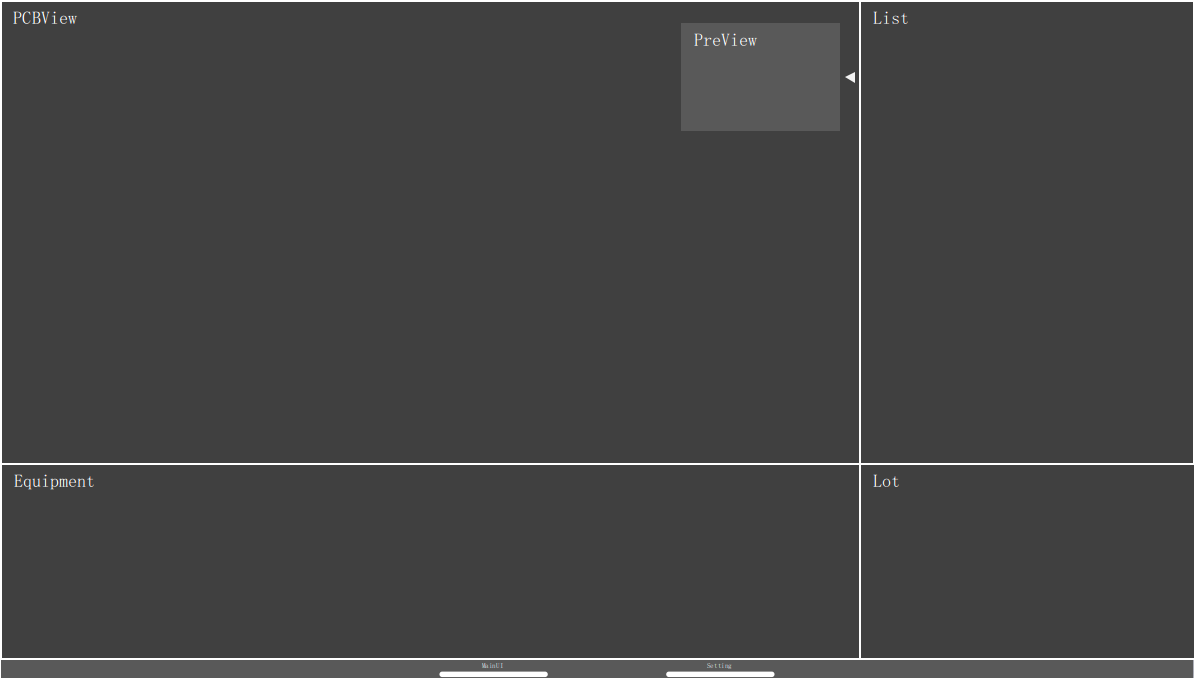 PCBView
PreView
List
Equipment
Lot
MainUI
Setting